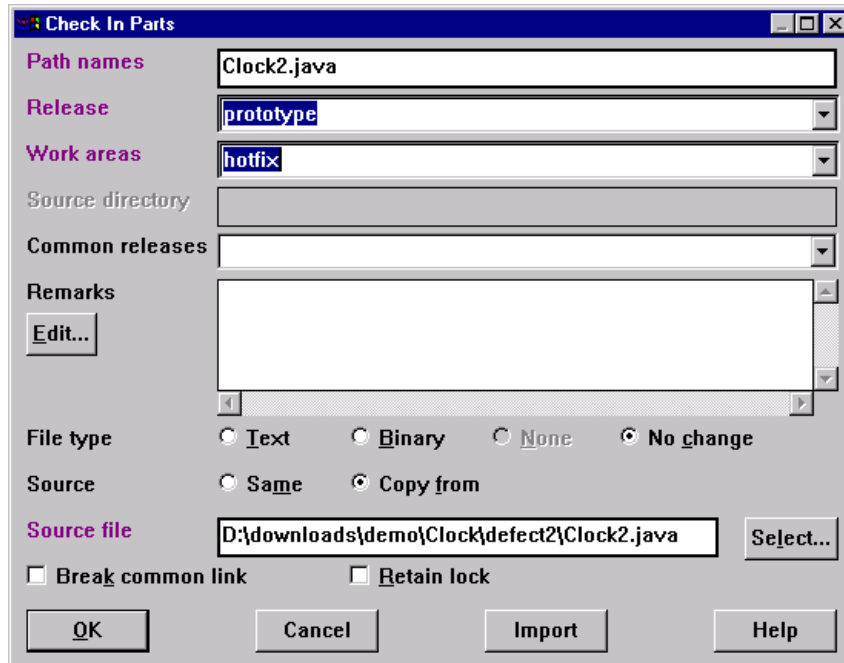 Check In Parts
Path names Clock2.java
Release prototype
Work areas hotfix
Source directory
Common releases
Remarks
Edit...
File type Text Binary None No change
Source Same Copy from
Source file D:\downloads\demo\Clock\defect2\Clock2.java Select...
Break common link Retain lock
OK Cancel Import Help